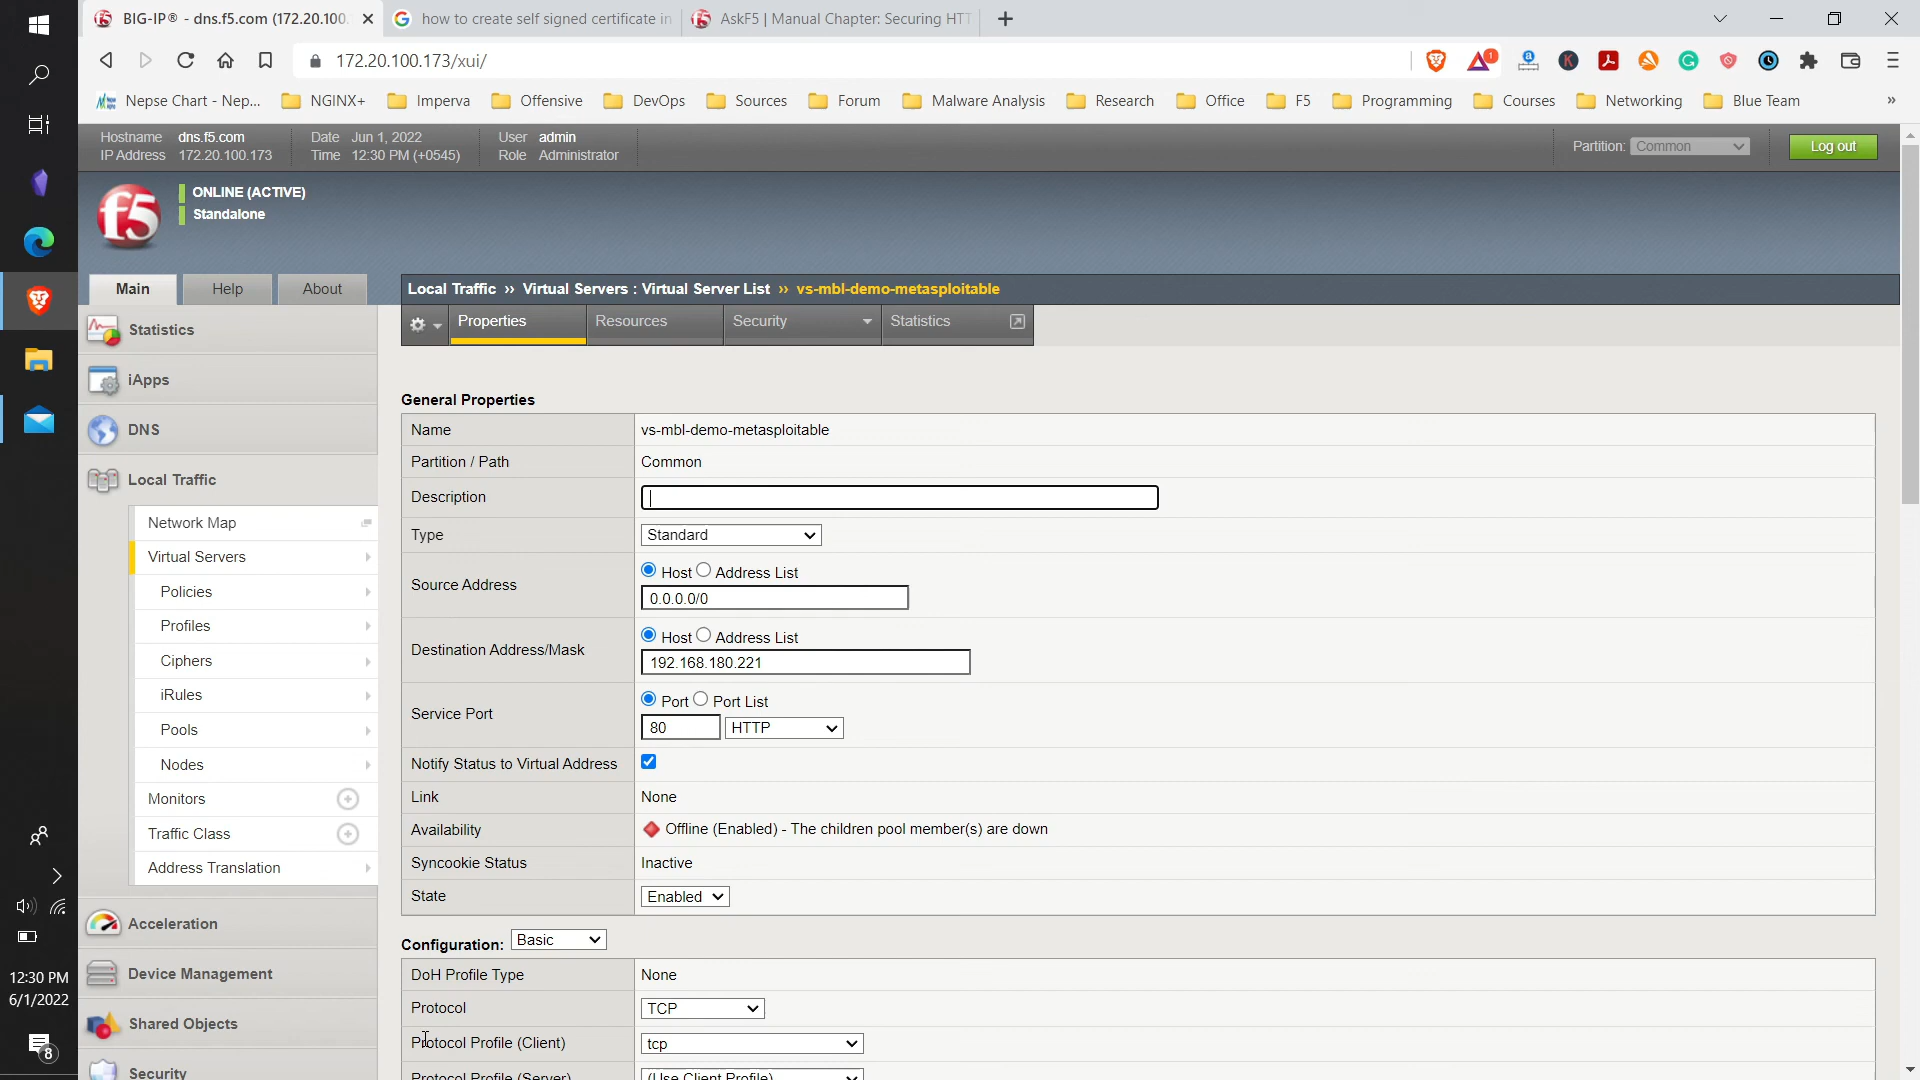 BIG-IP® - dns.f5.com (172.20.100.
how to create self signed certificate in
AskF5 | Manual Chapter: Securing HTT
172.20.100.173/xui/
1
Nepse Chart - Nep...
NGINX+
Imperva
Offensive
DevOps
Sources
Forum
Malware Analysis
Research
Office
F5
Programming
Courses
Networking
Blue Team
»
Hostname dns.f5.com
IP Address 172.20.100.173
Date Jun 1, 2022
Time 12:30 PM (+0545)
User admin
Role Administrator
Partition: Common
Log out
f5
ONLINE (ACTIVE)
Standalone
Main
Help
About
Local Traffic ›› Virtual Servers : Virtual Server List ›› vs-mbl-demo-metasploitable
Properties
Resources
Security
Statistics
Statistics
iApps
DNS
Local Traffic
Network Map
Virtual Servers
Policies
Profiles
Ciphers
iRules
Pools
Nodes
Monitors
Traffic Class
Address Translation
Acceleration
Device Management
Shared Objects
Security
General Properties
Name vs-mbl-demo-metasploitable
Partition / Path Common
Description
Type Standard
Source Address
Host Address List
0.0.0.0/0
Destination Address/Mask
Host Address List
192.168.180.221
Service Port
Port Port List
80 HTTP
Notify Status to Virtual Address
Link None
Availability Offline (Enabled) - The children pool member(s) are down
Syncookie Status Inactive
State Enabled
Configuration: Basic
DoH Profile Type None
Protocol TCP
Protocol Profile (Client) tcp
Protocol Profile (Server) (Use Client Profile)
12:30 PM
6/1/2022
8